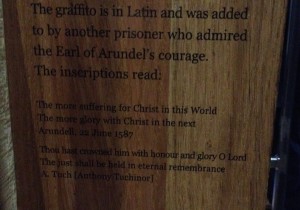 The graffito is in Latin and was added
to by another prisoner who admired
the Earl of Arundel's courage.
The inscriptions read:
The more suffering for Christ in this World
The more glory with Christ in the next
Arundell, 22 June 1587
Thou hast crowned him with honour and glory O Lord
The just shall be held in eternal remembrance
A. Tuch [Anthony Tuchinor]